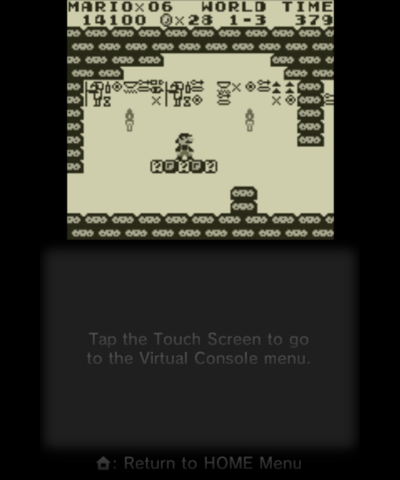 MARIO×06 WORLD TIME
14100 ×28 1-3 379
Tap the Touch Screen to go
to the Virtual Console menu.
: Return to HOME Menu